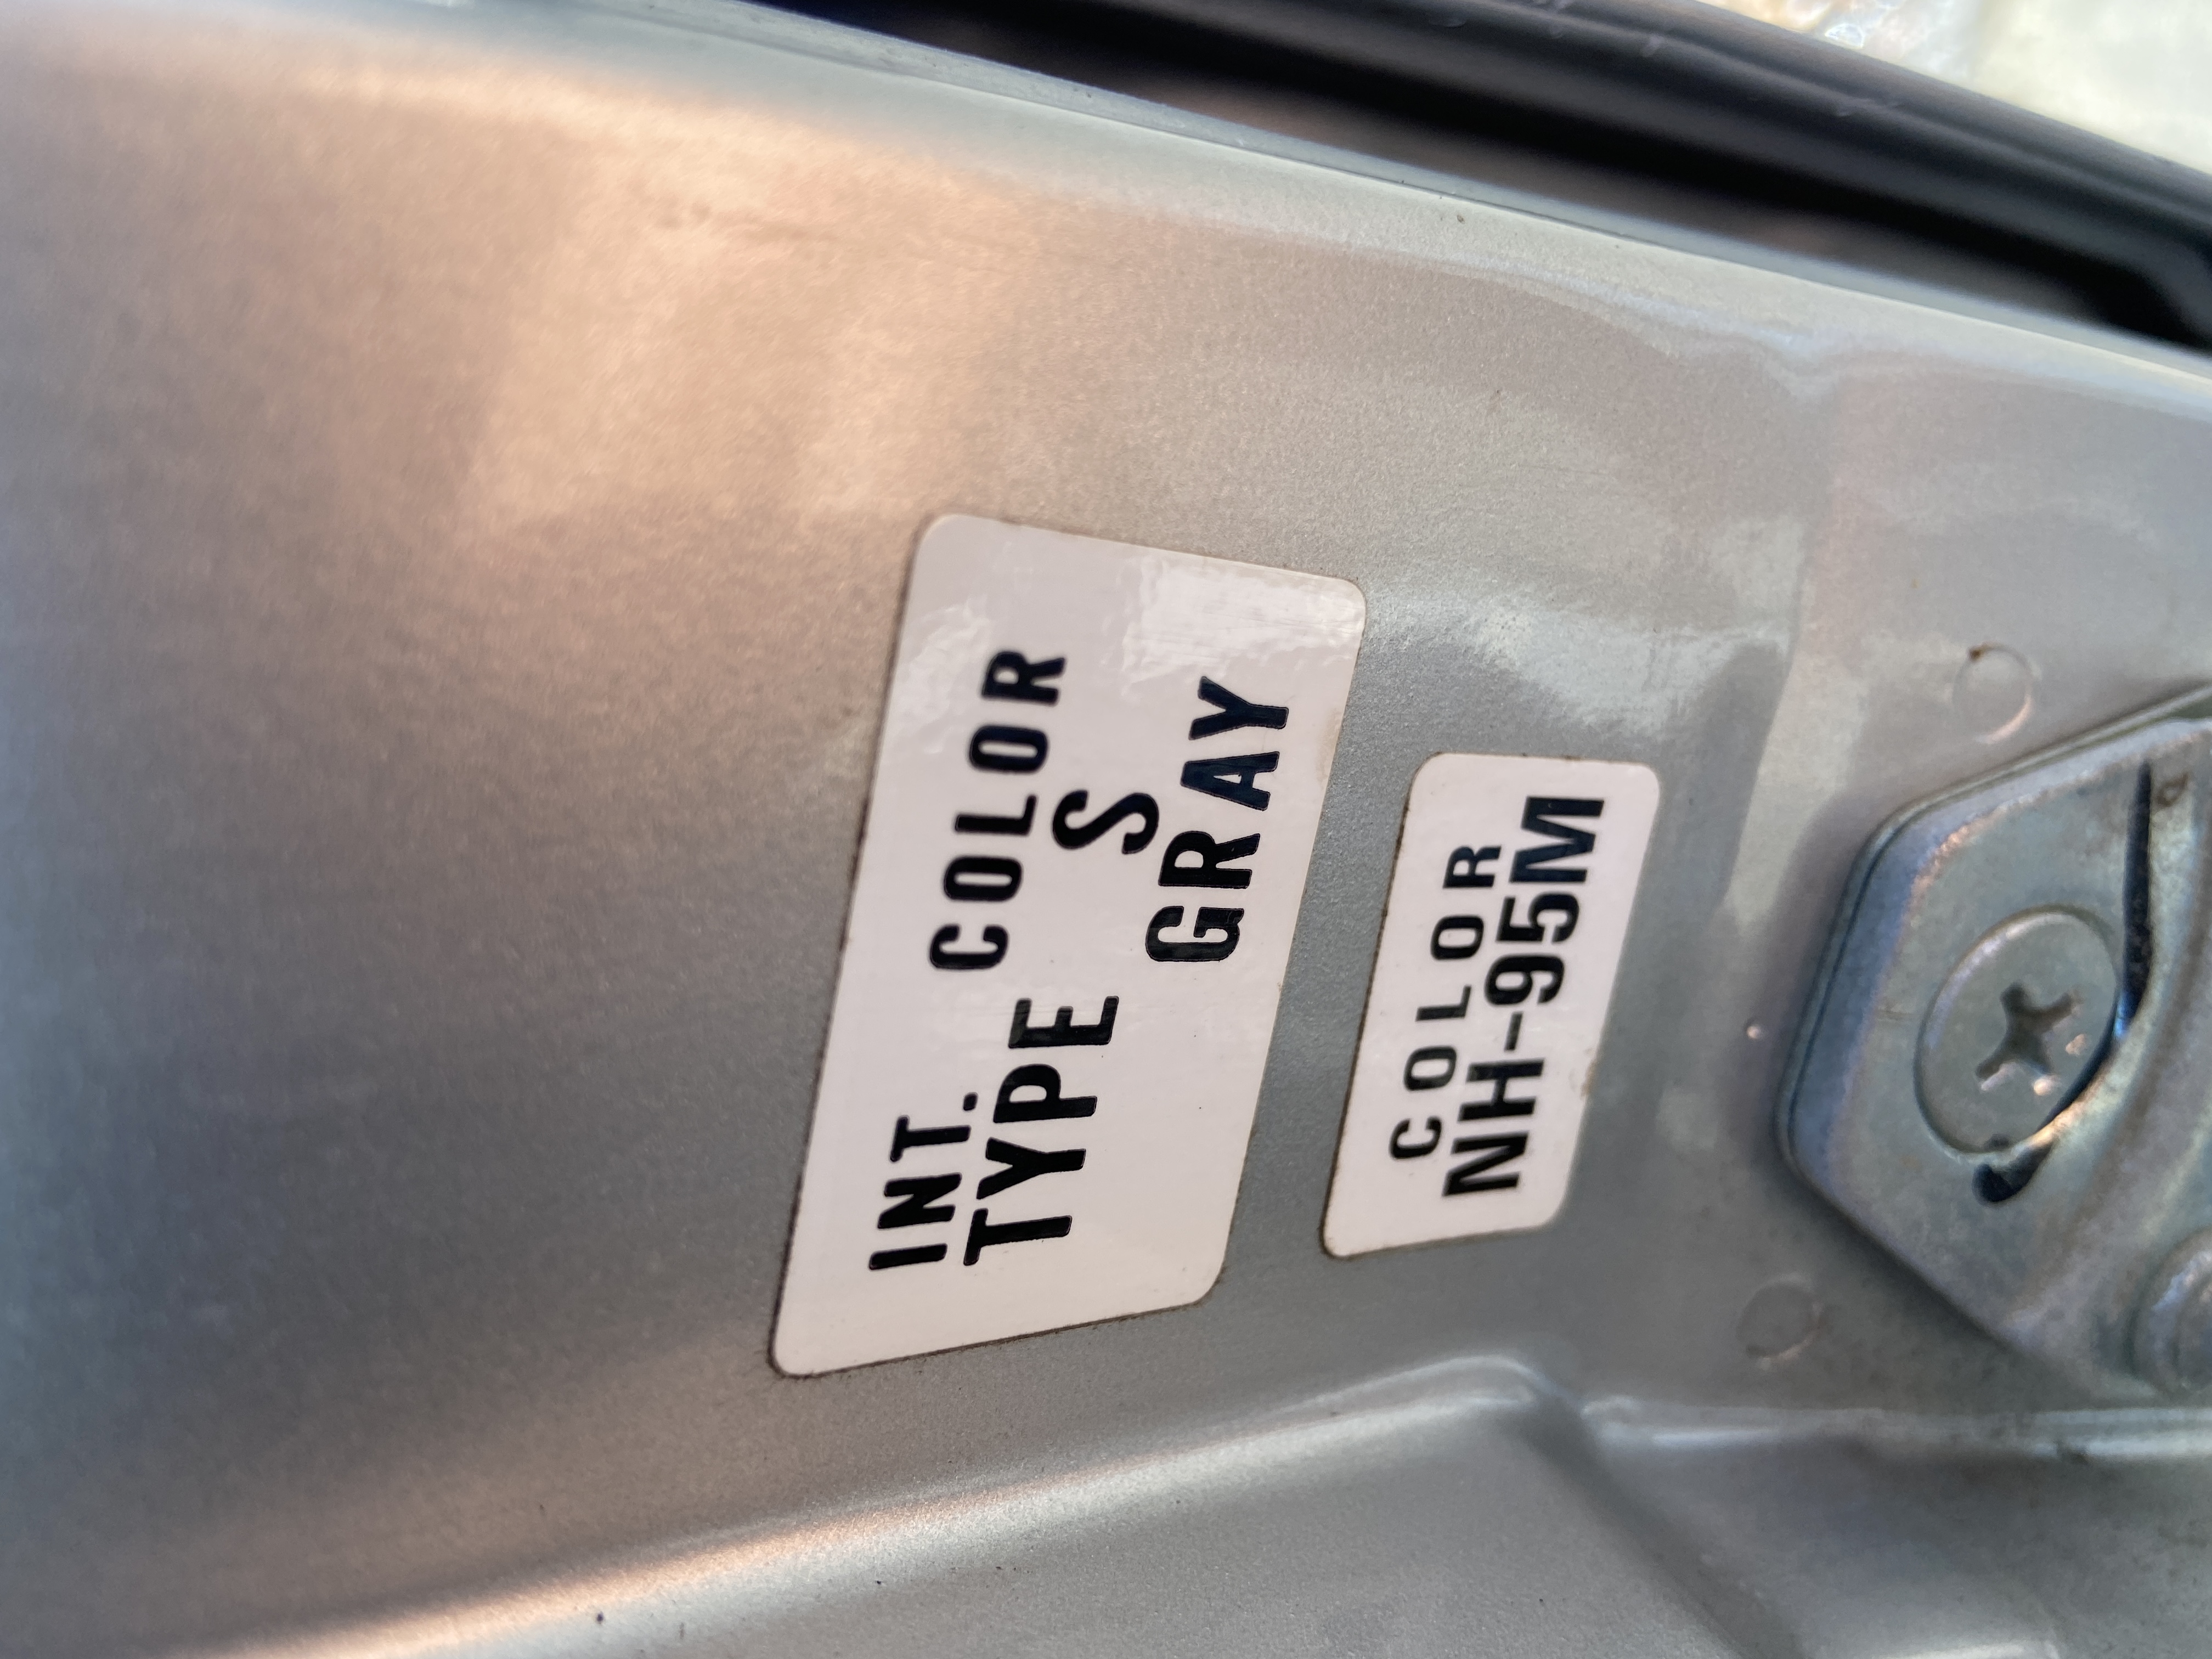 INT. COLOR
TYPE S
GRAY
COLOR
NH-95M